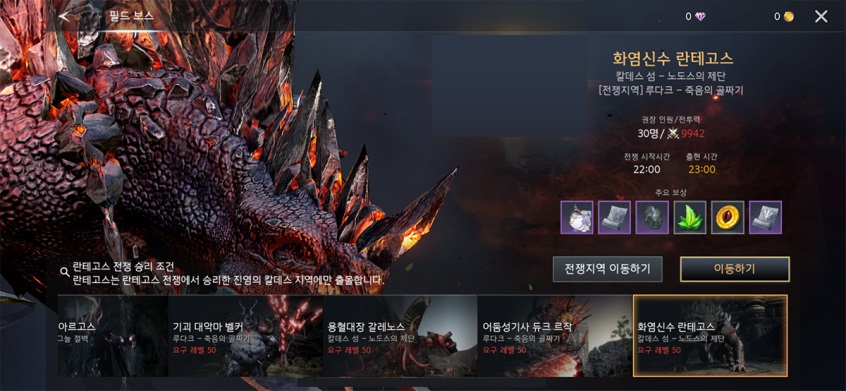 필드 보스
0
0
화염신수 란테고스
칼데스 섬 - 노도스의 제단
[전쟁지역] 루다크 - 죽음의 골짜기
권장 인원/전투력
30명/ 9942
전쟁 시작시간 출현 시간
22:00 23:00
주요 보상
란테고스 전쟁 승리 조건
란테고스는 란테고스 전쟁에서 승리한 진영의 칼데스 지역에만 출몰합니다.
전쟁지역 이동하기
이동하기
아르고스
그늘 절벽
기괴 대악마 벨커
루다크 - 죽음의 골짜기
요구 레벨 50
용혈대장 갈레노스
칼데스 섬 - 노도스의 제단
요구 레벨 50
어둠성기사 듀크 르작
루다크 - 죽음의 골짜기
요구 레벨 50
화염신수 란테고스
칼데스 섬 - 노도스의 제단
요구 레벨 50